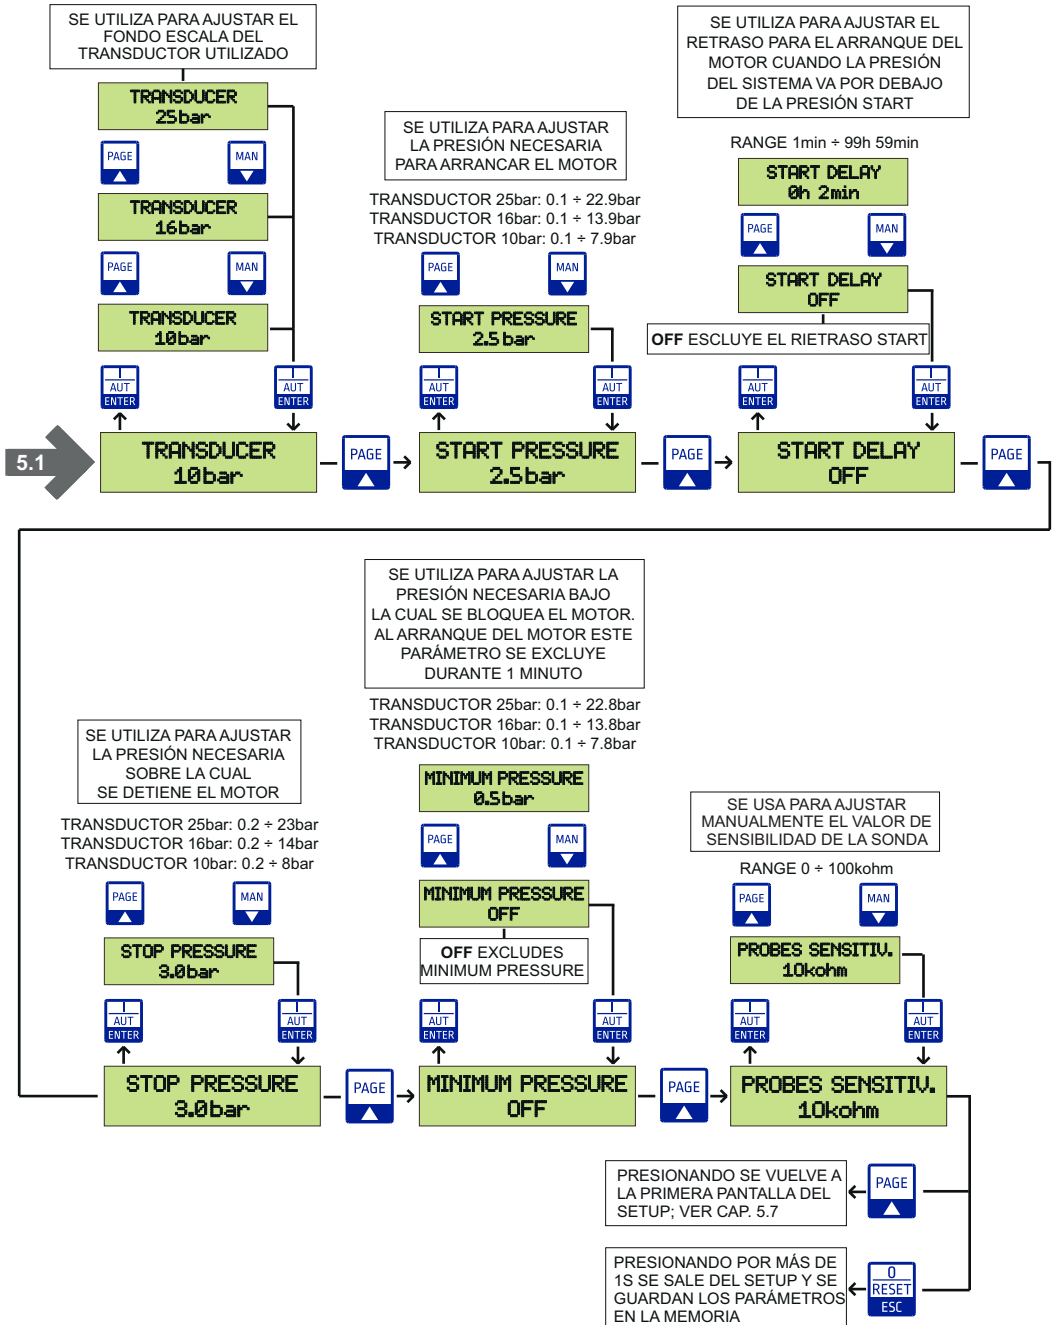 SE UTILIZA PARA AJUSTAR EL
FONDO ESCALA DEL
TRANSDUCTOR UTILIZADO
TRANSDUCER
25bar
PAGE
MAN
TRANSDUCER
16bar
PAGE
MAN
TRANSDUCER
10bar
AUT
ENTER
AUT
ENTER
5.1
TRANSDUCER
10bar
PAGE
SE UTILIZA PARA AJUSTAR
LA PRESIÓN NECESARIA
PARA ARRANCAR EL MOTOR
TRANSDUCTOR 25bar: 0.1 ÷ 22.9bar
TRANSDUCTOR 16bar: 0.1 ÷ 13.9bar
TRANSDUCTOR 10bar: 0.1 ÷ 7.9bar
PAGE
MAN
START PRESSURE
2.5bar
AUT
ENTER
AUT
ENTER
START PRESSURE
2.5bar
PAGE
SE UTILIZA PARA AJUSTAR EL
RETRASO PARA EL ARRANQUE DEL
MOTOR CUANDO LA PRESIÓN
DEL SISTEMA VA POR DEBAJO
DE LA PRESIÓN START
RANGE 1min ÷ 99h 59min
START DELAY
0h 2min
PAGE
MAN
START DELAY
OFF
OFF ESCLUYE EL RIETRASO START
AUT
ENTER
AUT
ENTER
START DELAY
OFF
PAGE
SE UTILIZA PARA AJUSTAR
LA PRESIÓN NECESARIA
SOBRE LA CUAL
SE DETIENE EL MOTOR
TRANSDUCTOR 25bar: 0.2 ÷ 23bar
TRANSDUCTOR 16bar: 0.2 ÷ 14bar
TRANSDUCTOR 10bar: 0.2 ÷ 8bar
PAGE
MAN
STOP PRESSURE
3.0bar
AUT
ENTER
AUT
ENTER
STOP PRESSURE
3.0bar
PAGE
SE UTILIZA PARA AJUSTAR LA
PRESIÓN NECESARIA BAJO
LA CUAL SE BLOQUEA EL MOTOR.
AL ARRANQUE DEL MOTOR ESTE
PARÁMETRO SE EXCLUYE
DURANTE 1 MINUTO
TRANSDUCTOR 25bar: 0.1 ÷ 22.8bar
TRANSDUCTOR 16bar: 0.1 ÷ 13.8bar
TRANSDUCTOR 10bar: 0.1 ÷ 7.8bar
MINIMUM PRESSURE
0.5bar
PAGE
MAN
MINIMUM PRESSURE
OFF
OFF EXCLUDES
MINIMUM PRESSURE
AUT
ENTER
AUT
ENTER
MINIMUM PRESSURE
OFF
PAGE
SE USA PARA AJUSTAR
MANUALMENTE EL VALOR DE
SENSIBILIDAD DE LA SONDA
RANGE 0 ÷ 100kohm
PAGE
MAN
PROBES SENSITIV.
10kohm
AUT
ENTER
AUT
ENTER
PROBES SENSITIV.
10kohm
PRESIONANDO SE VUELVE A
LA PRIMERA PANTALLA DEL
SETUP; VER CAP. 5.7
PAGE
PRESIONANDO POR MÁS DE
1S SE SALE DEL SETUP Y SE
GUARDAN LOS PARÁMETROS
EN LA MEMORIA
0
RESET
ESC